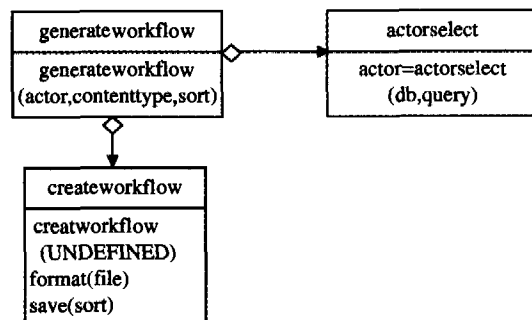 generateworkflow
generateworkflow
(actor,contenttype,sort)
actorselect
actor=actorselect
(db,query)
createworkflow
creatworkflow
(UNDEFINED)
format(file)
save(sort)